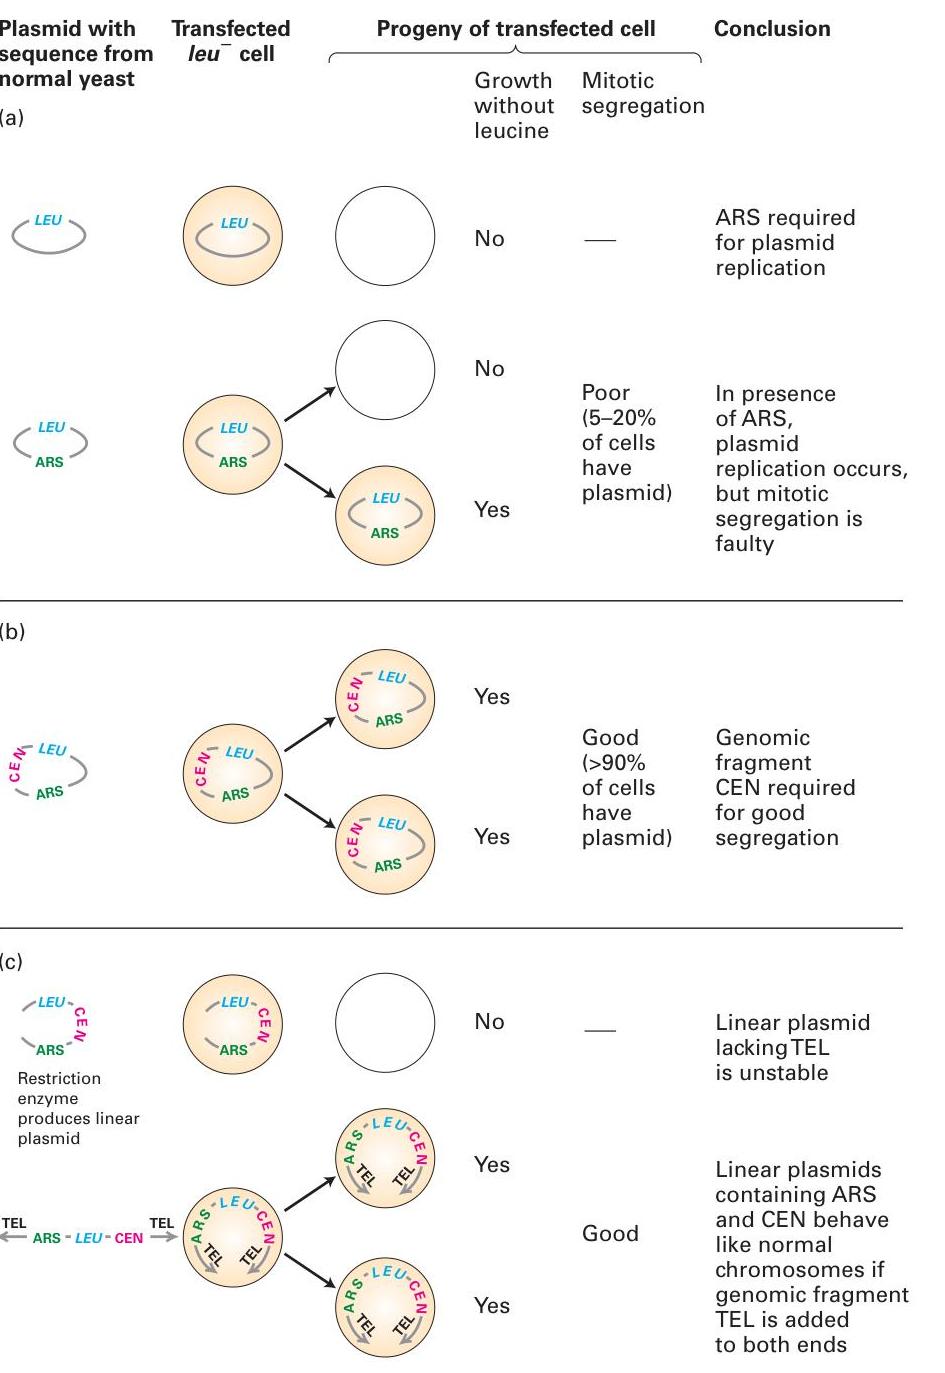 Plasmid with
sequence from
normal yeast
Transfected
leu⁻ cell
Progeny of transfected cell
Conclusion
Growth
without
leucine
Mitotic
segregation
(a)
LEU
LEU
No
—
ARS required
for plasmid
replication
No
LEU
ARS
LEU
ARS
LEU
ARS
Yes
Poor
(5–20%
of cells
have
plasmid)
In presence
of ARS,
plasmid
replication occurs,
but mitotic
segregation is
faulty
(b)
CEN LEU
ARS
CEN LEU
ARS
CEN LEU
ARS
Yes
CEN LEU
ARS
Yes
Good
(>90%
of cells
have
plasmid)
Genomic
fragment
CEN required
for good
segregation
(c)
LEU CEN
ARS
Restriction
enzyme
produces linear
plasmid
LEU CEN
ARS
No
—
Linear plasmid
lacking TEL
is unstable
TEL TEL
ARS - LEU - CEN
ARS-LEU-CEN
TEL TEL
ARS-LEU-CEN
TEL TEL
Yes
ARS-LEU-CEN
TEL TEL
Yes
Good
Linear plasmids
containing ARS
and CEN behave
like normal
chromosomes if
genomic fragment
TEL is added
to both ends